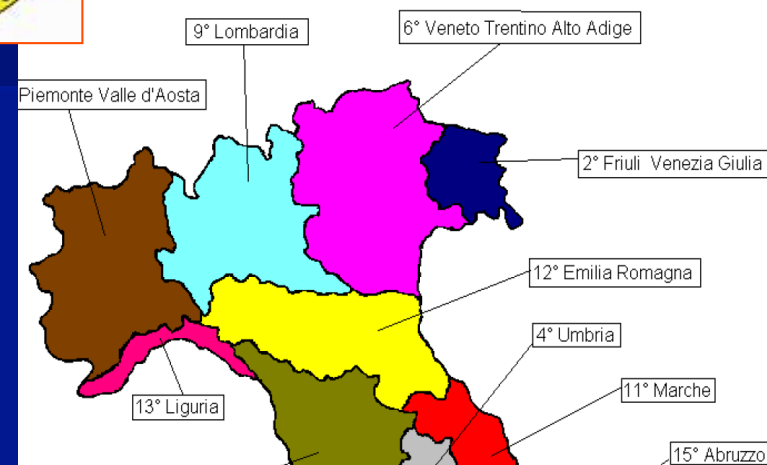 9° Lombardia
6° Veneto Trentino Alto Adige
Piemonte Valle d'Aosta
2° Friuli Venezia Giulia
12° Emilia Romagna
4° Umbria
11° Marche
13° Liguria
15° Abruzzo